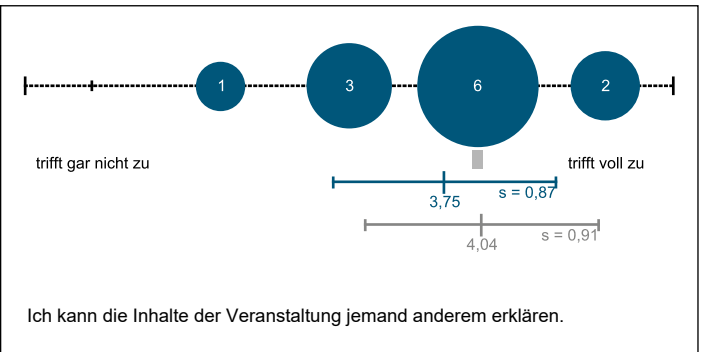 1 3 6 2
trifft gar nicht zu trifft voll zu
s = 0,87
3,75
s = 0,91
4,04
Ich kann die Inhalte der Veranstaltung jemand anderem erklären.